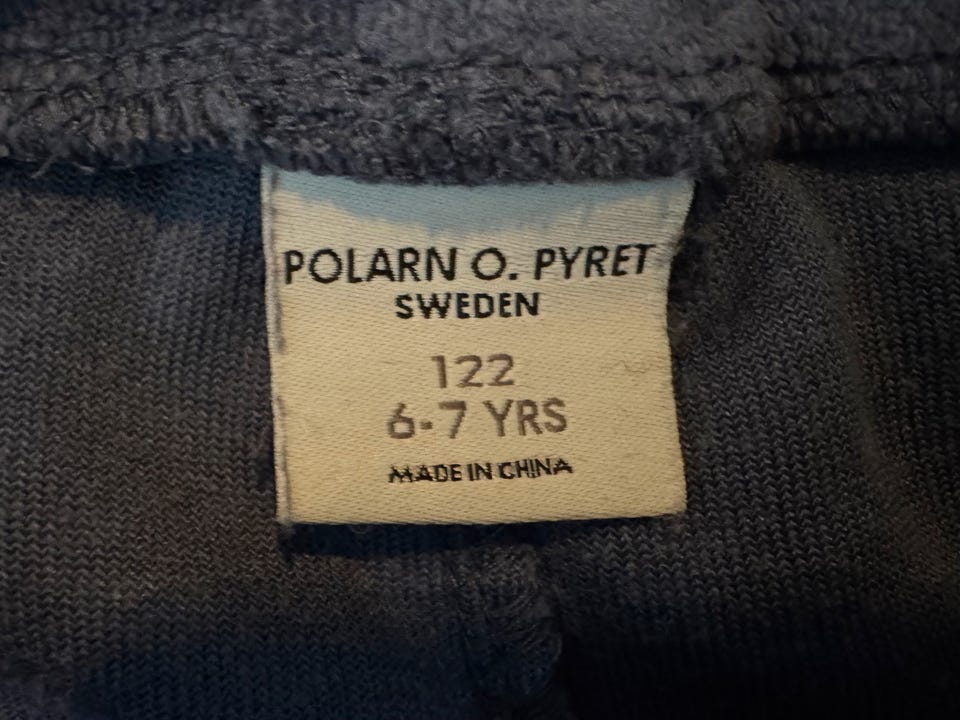 POLARN O. PYRET
SWEDEN
122
6-7 YRS
MADE IN CHINA